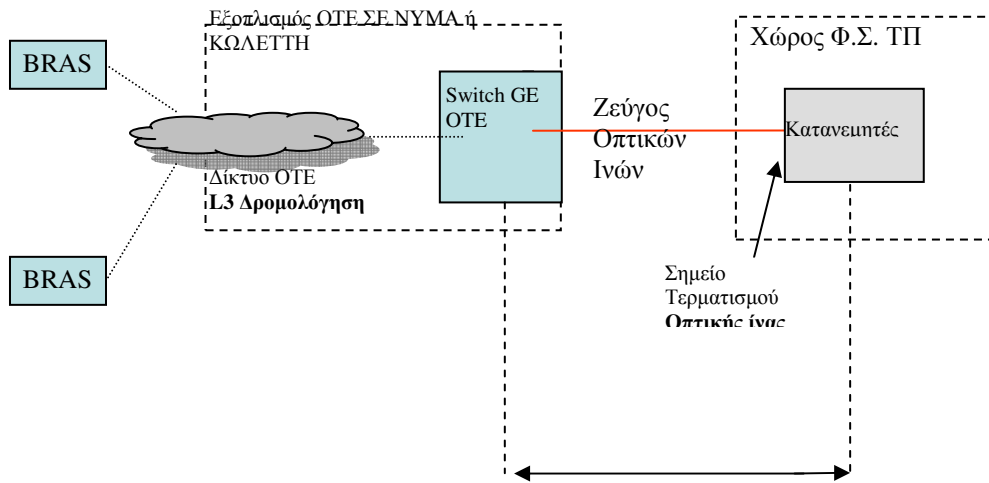 Εξοπλισμός ΟΤΕ ΣΕ ΝΥΜΑ ή
ΚΩΛΕΤΤΗ
BRAS
Switch GE
ΟΤΕ
Δίκτυο ΟΤΕ
L3 Δρομολόγηση
BRAS
Ζεύγος
Οπτικών
Ινών
Χώρος Φ.Σ. ΤΠ
Κατανεμητές
Σημείο
Τερματισμού
Οπτικής ίνας